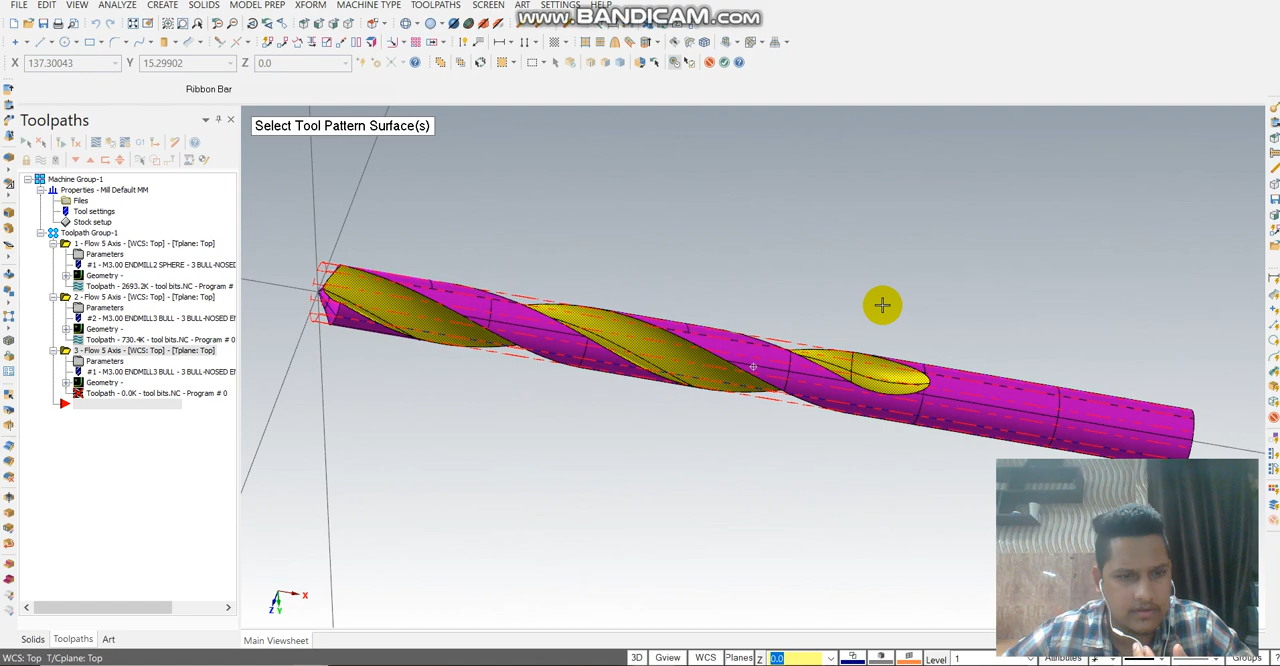 FILE EDIT VIEW ANALYZE CREATE SOLIDS MODEL PREP XFORM MACHINE TYPE TOOLPATHS SCREEN ART SETTINGS
www.BANDICAM.com
X 137.30043 Y 15.29902 Z 0.0
Ribbon Bar
Toolpaths
Select Tool Pattern Surface(s)
Machine Group-1
Properties - Mill Default MM
Files
Tool settings
Stock setup
Toolpath Group-1
1 - Flow 5 Axis - [WCS: Top] - [Tplane: Top]
Parameters
#1 - M3.00 ENDMILL2 SPHERE - 3 BULL-NOSED
Geometry -
Toolpath - 2693.2K - tool bits.NC - Program #
2 - Flow 5 Axis - [WCS: Top] - [Tplane: Top]
Parameters
#2 - M3.00 ENDMILL3 BULL - 3 BULL-NOSED EN
Geometry -
Toolpath - 730.4K - tool bits.NC - Program # 0
3 - Flow 5 Axis - [WCS: Top] - [Tplane: Top]
Parameters
#2 - M3.00 ENDMILL3 BULL - 3 BULL-NOSED EN
Geometry -
Toolpath - 0.0K - tool bits.NC - Program # 0
X
Z
Y
Solids Toolpaths Art
Main Viewsheet
WCS: Top T/Cplane: Top
3D Gview WCS Planes Z 0.0 Level 1 Attributes Groups ?